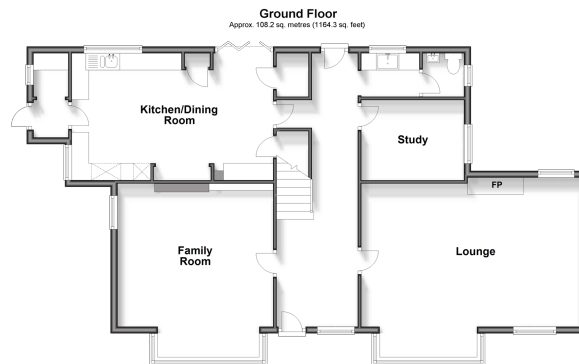 Ground Floor
Approx. 108.2 sq. metres (1164.3 sq. feet)
Kitchen/Dining
Room
Study
FP
Family
Room
Lounge